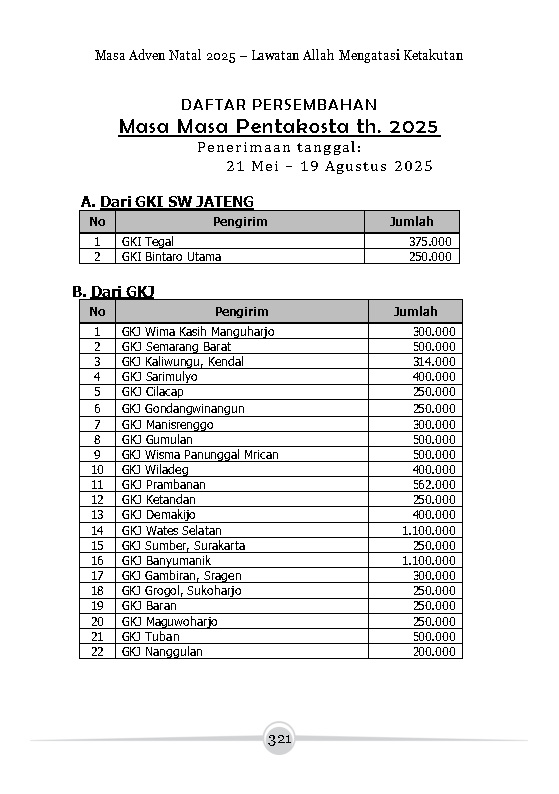 Masa Adven Natal 2025 – Lawatan Allah Mengatasi Ketakutan
DAFTAR PERSEMBAHAN
Masa Masa Pentakosta th. 2025
Penerimaan tanggal:
21 Mei – 19 Agustus 2025
A. Dari GKI SW JATENG
No Pengirim Jumlah
1 GKI Tegal 375.000
2 GKI Bintaro Utama 250.000
B. Dari GKJ
No Pengirim Jumlah
1 GKJ Wima Kasih Manguharjo 300.000
2 GKJ Semarang Barat 500.000
3 GKJ Kaliwungu, Kendal 314.000
4 GKJ Sarimulyo 400.000
5 GKJ Cilacap 250.000
6 GKJ Gondangwinangun 250.000
7 GKJ Manisrenggo 300.000
8 GKJ Gumulan 500.000
9 GKJ Wisma Panunggal Mrican 500.000
10 GKJ Wiladeg 400.000
11 GKJ Prambanan 562.000
12 GKJ Ketandan 250.000
13 GKJ Demakijo 400.000
14 GKJ Wates Selatan 1.100.000
15 GKJ Sumber, Surakarta 250.000
16 GKJ Banyumanik 1.100.000
17 GKJ Gambiran, Sragen 300.000
18 GKJ Grogol, Sukoharjo 250.000
19 GKJ Baran 250.000
20 GKJ Maguwoharjo 250.000
21 GKJ Tuban 500.000
22 GKJ Nanggulan 200.000
321